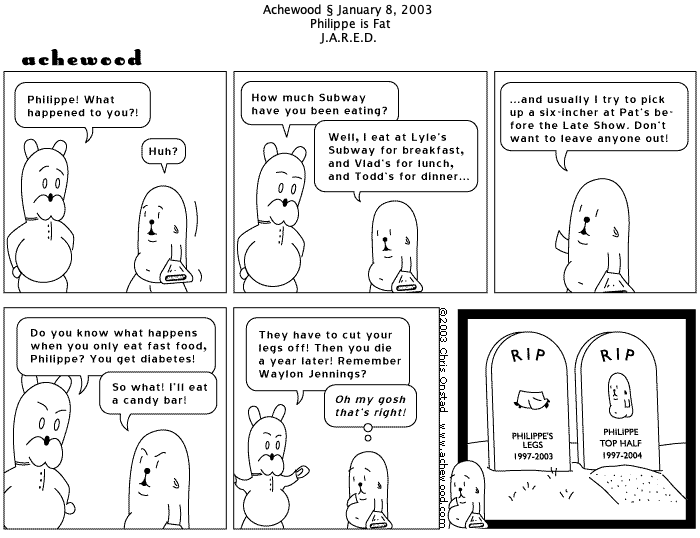 Achewood § January 8, 2003
Philippe is Fat
J.A.R.E.D.
achewood
Philippe! What
happened to you?!
Huh?
How much Subway
have you been eating?
Well, I eat at Lyle's
Subway for breakfast,
and Vlad's for lunch,
and Todd's for dinner...
...and usually I try to pick
up a six-incher at Pat's be-
fore the Late Show. Don't
want to leave anyone out!
Do you know what happens
when you only eat fast food,
Philippe? You get diabetes!
So what! I'll eat
a candy bar!
They have to cut your
legs off! Then you die
a year later! Remember
Waylon Jennings?
Oh my gosh
that's right!
©2003 Chris Onstad www.achewood.com
RIP
PHILIPPE'S
LEGS
1997-2003
RIP
PHILIPPE
TOP HALF
1997-2004